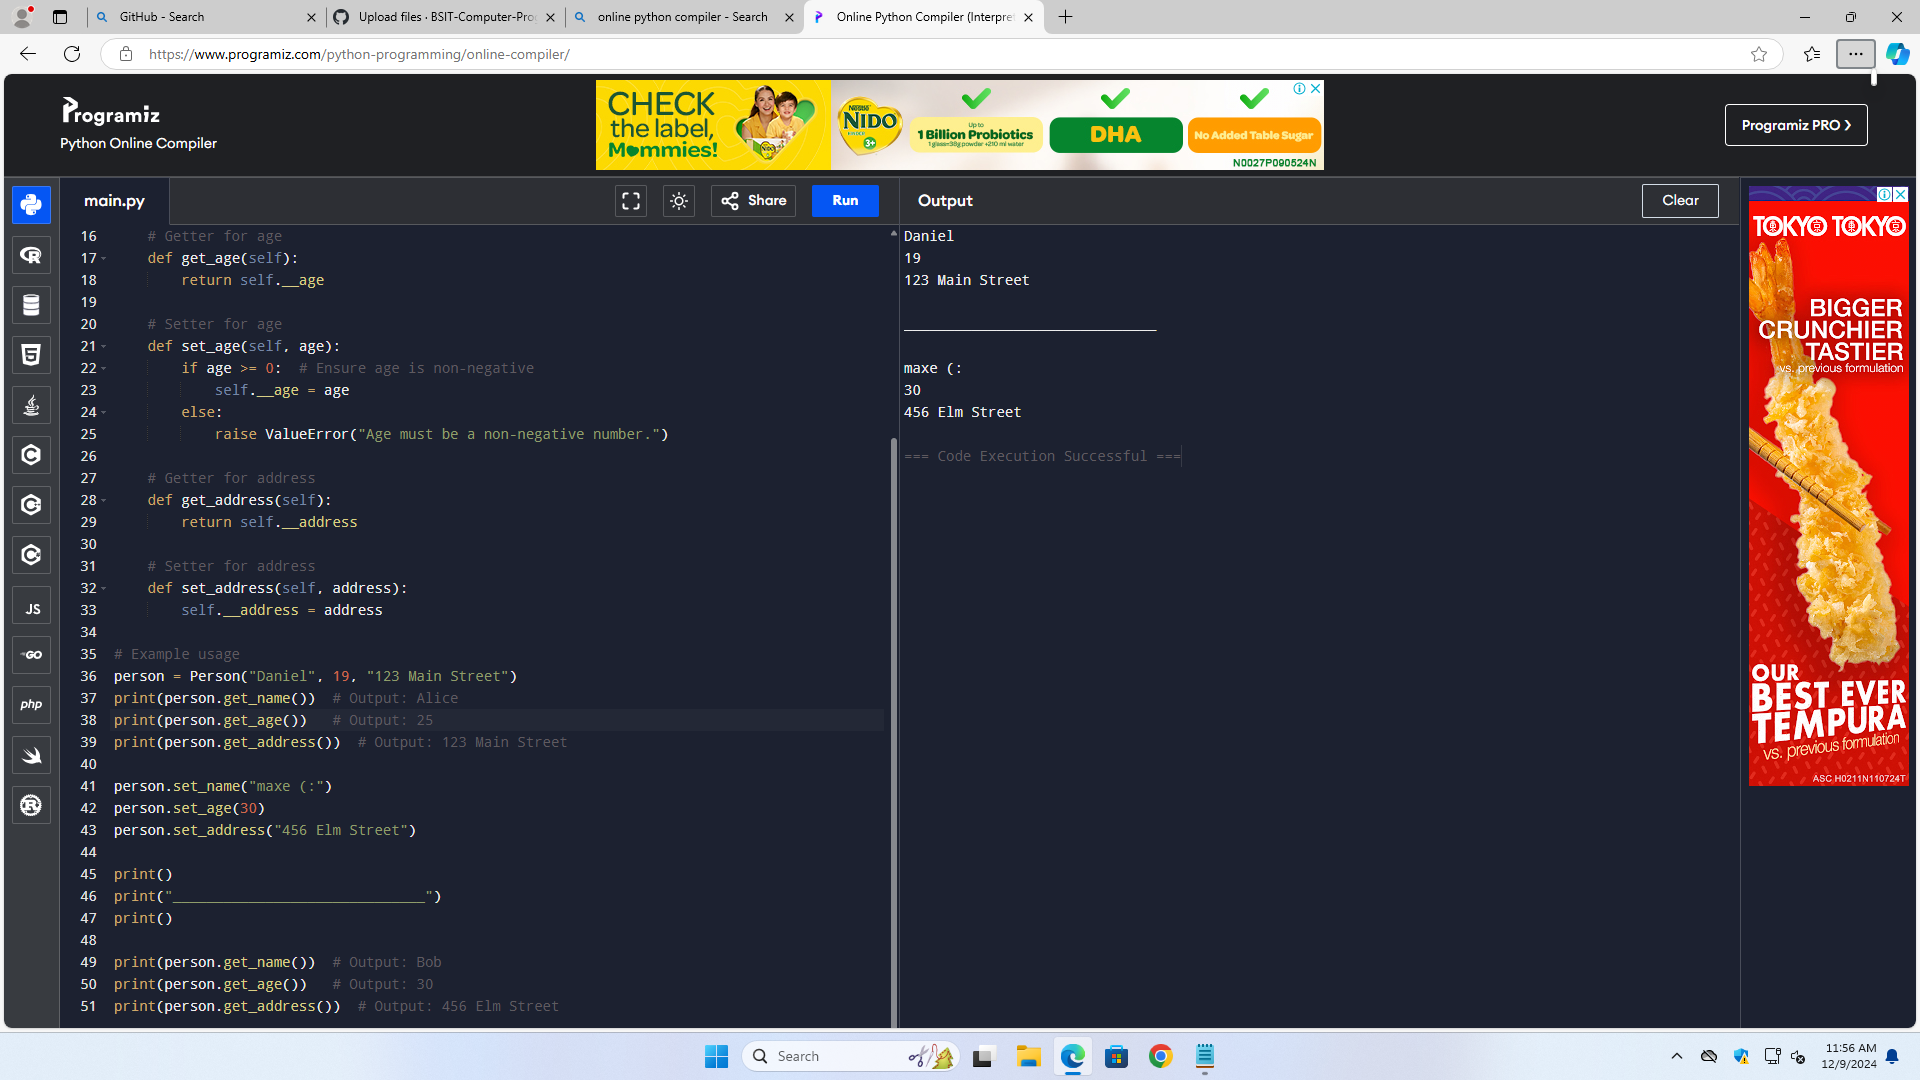 GitHub - Search
Upload files · BSIT-Computer-Pro
online python compiler - Search
Online Python Compiler (Interpret
https://www.programiz.com/python-programming/online-compiler/
Programiz
Python Online Compiler
CHECK
the label,
Mommies!
Nestle
NIDO
3+
Up to
1 Billion Probiotics
1 glass=38g powder +210 ml water
DHA
No Added Table Sugar
N0027P090524N
Programiz PRO ›
main.py
Share
Run
Output
Clear
16     # Getter for age
17     def get_age(self):
18         return self.__age
19
20     # Setter for age
21     def set_age(self, age):
22         if age >= 0:  # Ensure age is non-negative
23             self.__age = age
24         else:
25             raise ValueError("Age must be a non-negative number.")
26
27     # Getter for address
28     def get_address(self):
29         return self.__address
30
31     # Setter for address
32     def set_address(self, address):
33         self.__address = address
34
35 # Example usage
36 person = Person("Daniel", 19, "123 Main Street")
37 print(person.get_name())  # Output: Alice
38 print(person.get_age())   # Output: 25
39 print(person.get_address())  # Output: 123 Main Street
40
41 person.set_name("maxe (:")
42 person.set_age(30)
43 person.set_address("456 Elm Street")
44
45 print()
46 print("______________________________")
47 print()
48
49 print(person.get_name())  # Output: Bob
50 print(person.get_age())   # Output: 30
51 print(person.get_address())  # Output: 456 Elm Street
Daniel
19
123 Main Street
______________________________
maxe (:
30
456 Elm Street
=== Code Execution Successful ===
JS
GO
php
TOKYO TOKYO
BIGGER
CRUNCHIER
TASTIER
vs. previous formulation
OUR
BEST EVER
TEMPURA
vs. previous formulation
ASC H0211N110724T
Search
11:56 AM
12/9/2024